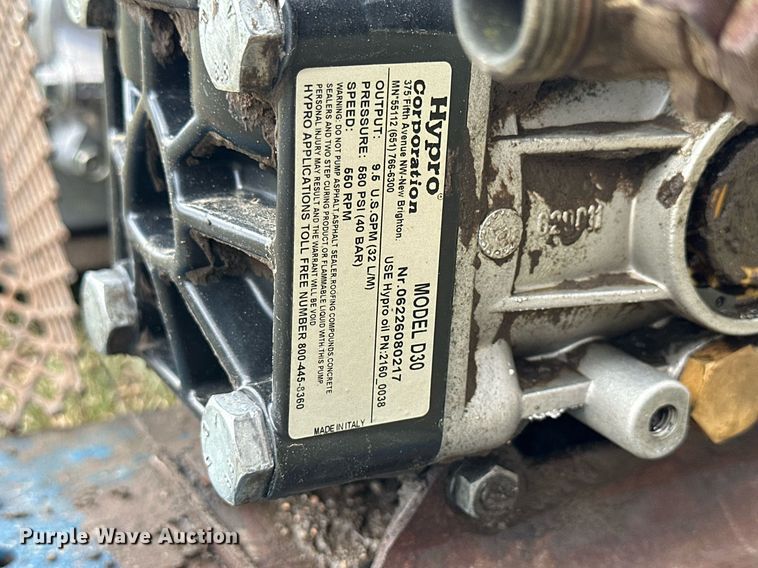 Hypro®
Corporation
375 Fifth Avenue NW-New Brighton.
MN'55112 (651) 766-6300
MODEL D30
Nr.06226080217
USE Hypro oil PN:2160_0038
OUTPUT: 9.5 U.S.GPM (32 L/M)
PRESSURE: 580 PSI (40 BAR)
SPEED: 550 RPM
WARNING: DO NOT PUMP ASPHALT,ASPHALT SEALER,ROOFING COMPOUNDS,CONCRETE
SEALERS AND TWO STEP CURING PRODUCT,OR FLAMMABLE LIQUID WITH THIS PUMP.
PERSONAL INJURY MAY RESULT AND THE WARRANT WILL BE VOID
HYPRO APPLICATIONS TOLL FREE NUMBER 800-445-8360
MADE IN ITALY
Purple Wave Auction